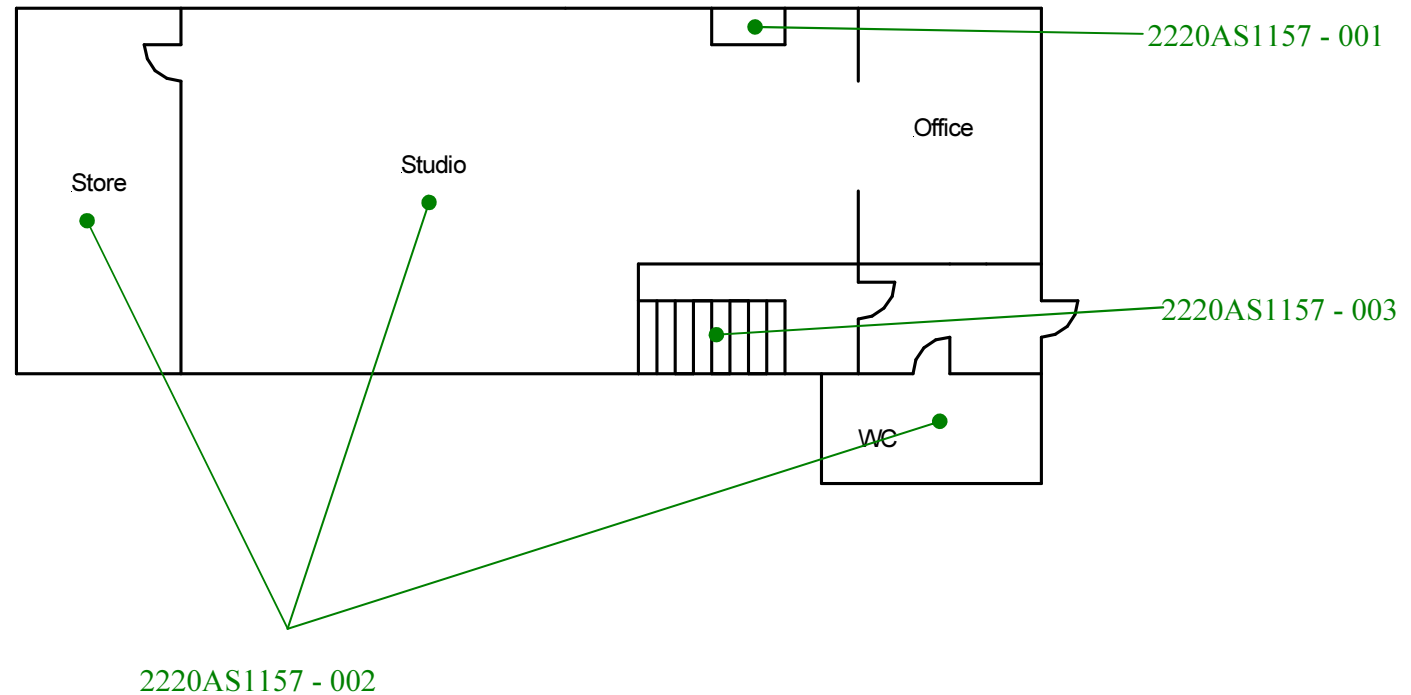 2220AS1157 - 001
Office
Studio
Store
2220AS1157 - 003
WC
2220AS1157 - 002